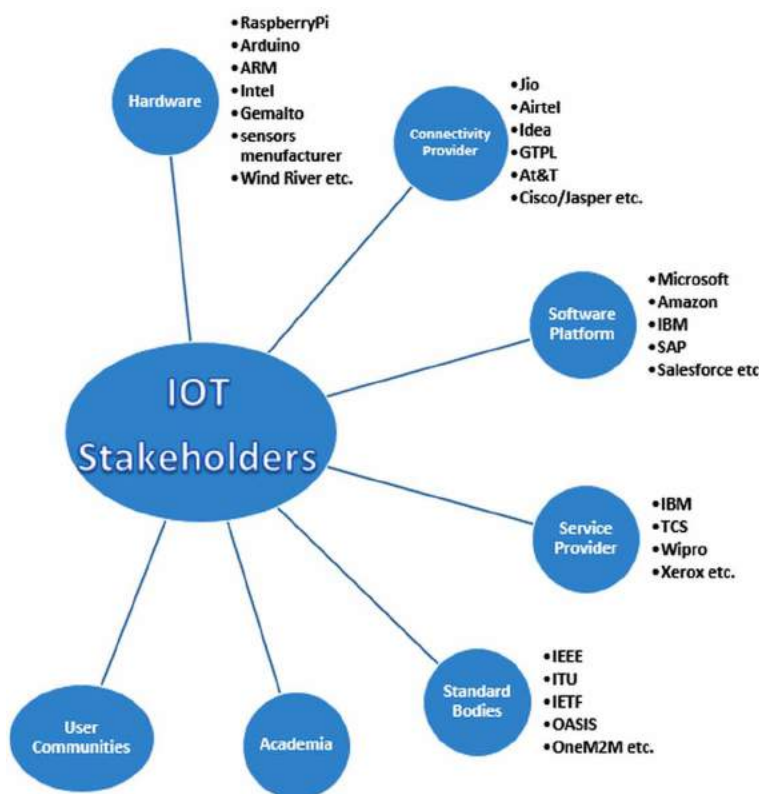 •RaspberryPi
•Arduino
•ARM
•Intel
•Gemalto
•sensors
menufacturer
•Wind River etc.
Hardware
•Jio
•Airtel
•Idea
•GTPL
•At&T
•Cisco/Jasper etc.
Connectivity
Provider
•Microsoft
•Amazon
•IBM
•SAP
•Salesforce etc
Software
Platform
IOT
Stakeholders
•IBM
•TCS
•Wipro
•Xerox etc.
Service
Provider
•IEEE
•ITU
•IETF
•OASIS
•OneM2M etc.
Standard
Bodies
Academia
User
Communities